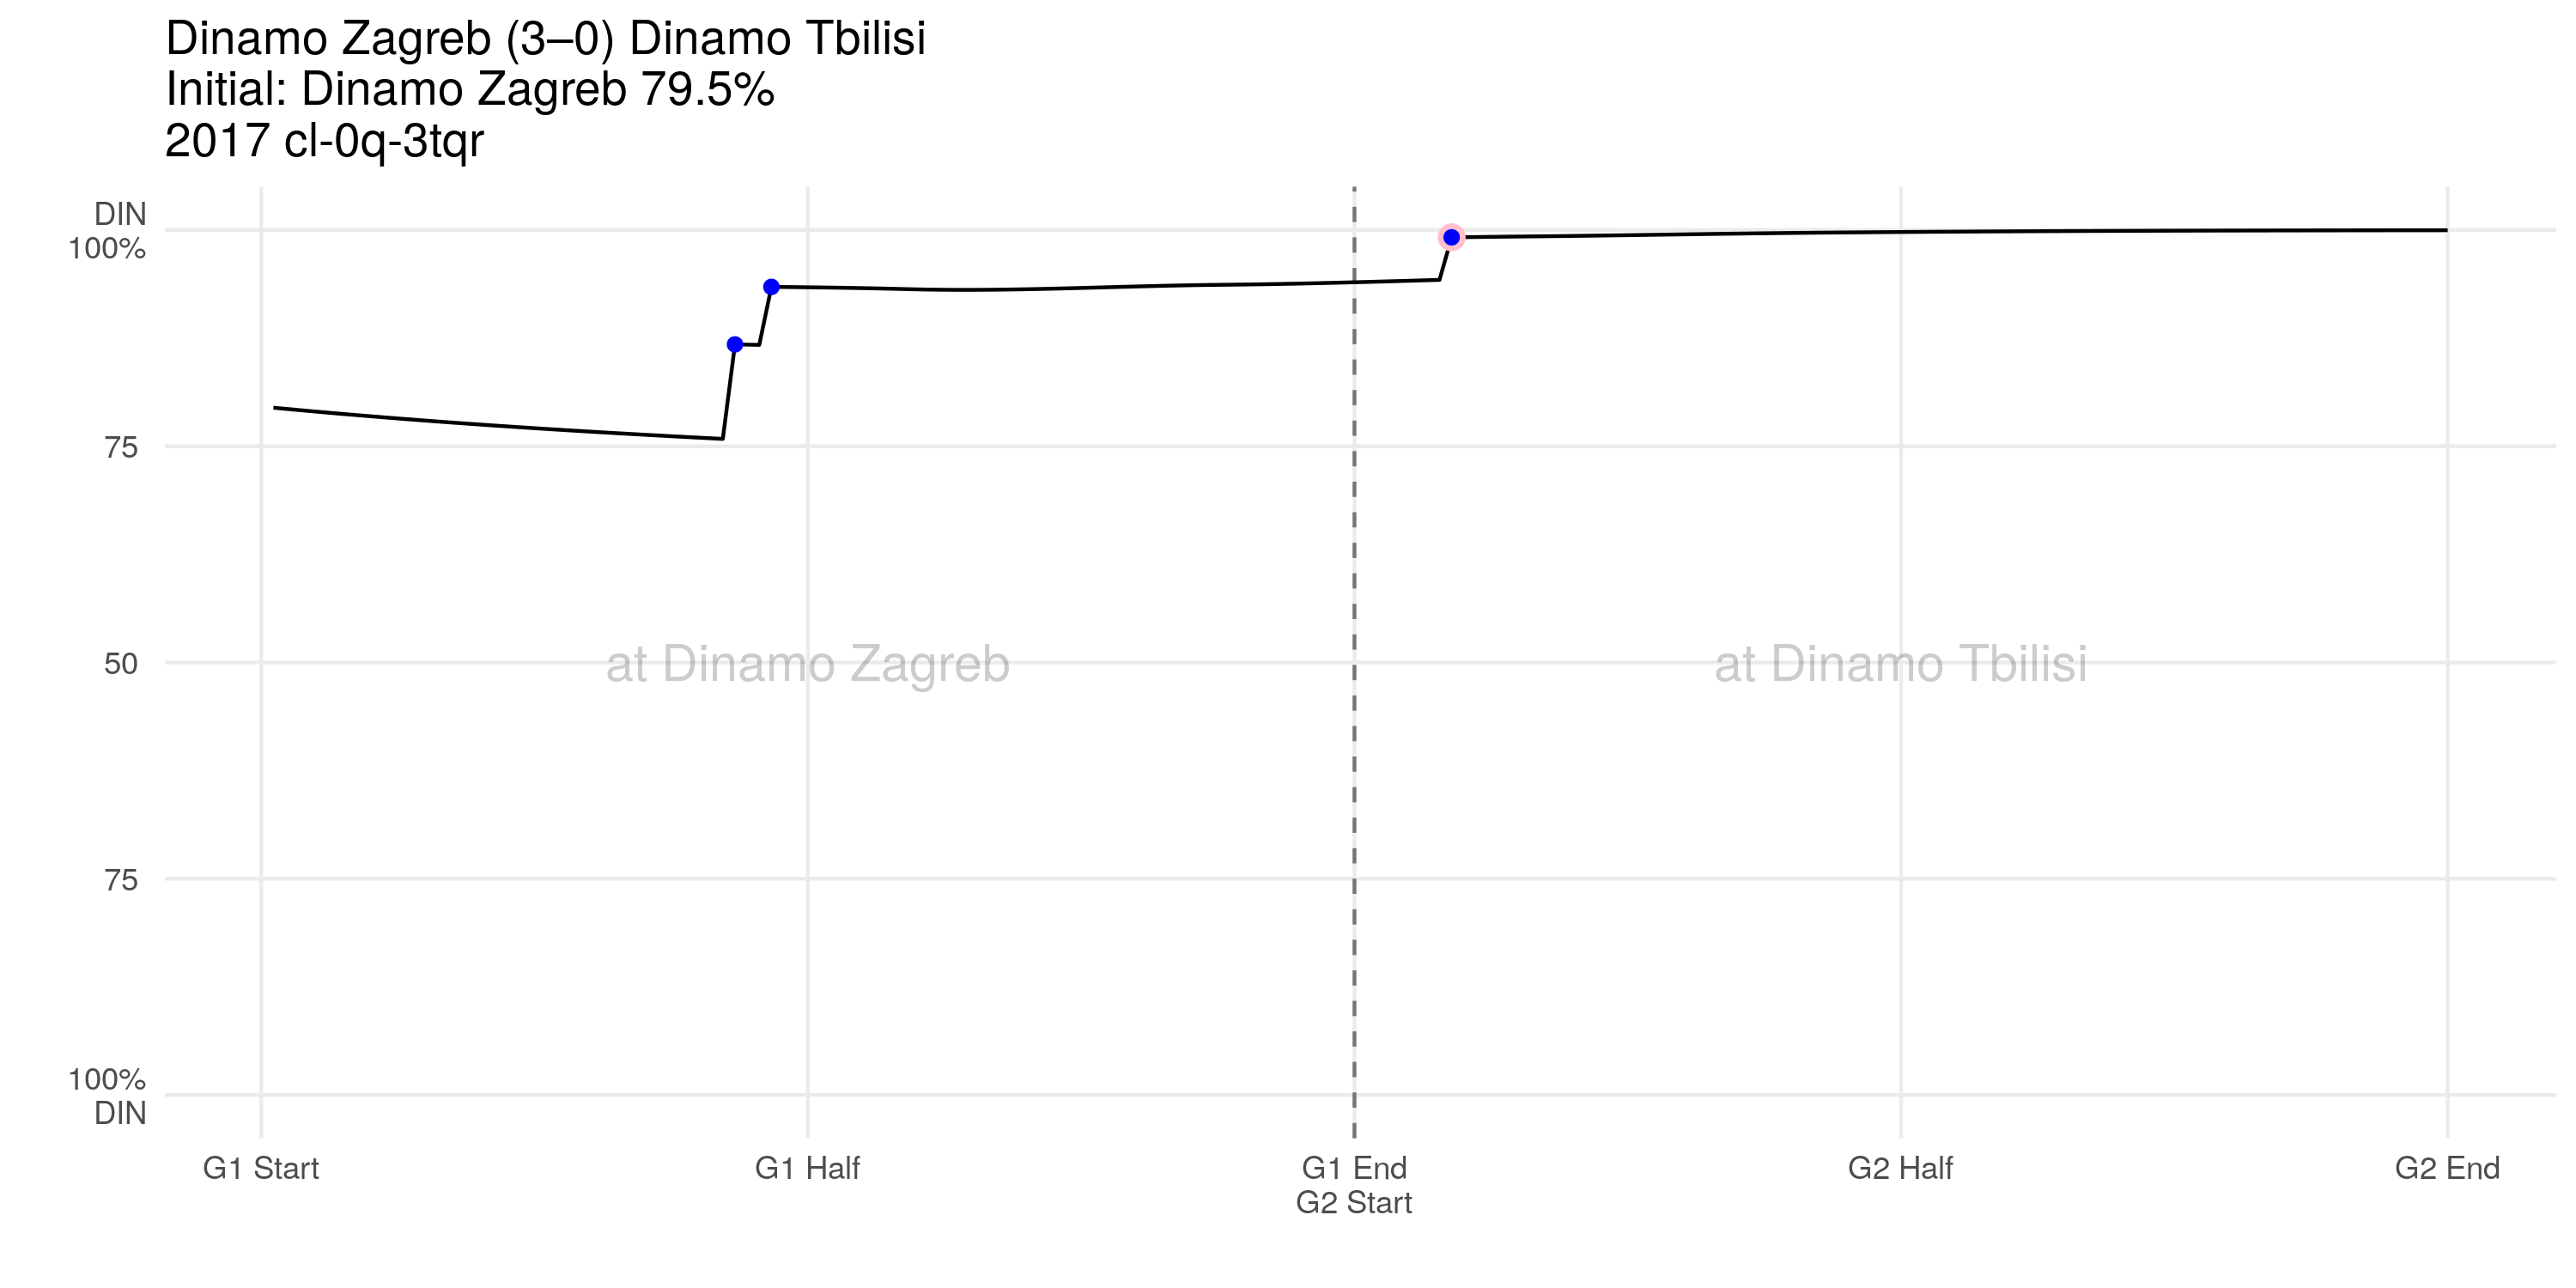 Dinamo Zagreb (3–0) Dinamo Tbilisi
Initial: Dinamo Zagreb 79.5%
2017 cl-0q-3tqr
DIN
100%
75
50
75
100%
DIN
at Dinamo Zagreb
at Dinamo Tbilisi
G1 Start
G1 Half
G1 End
G2 Start
G2 Half
G2 End